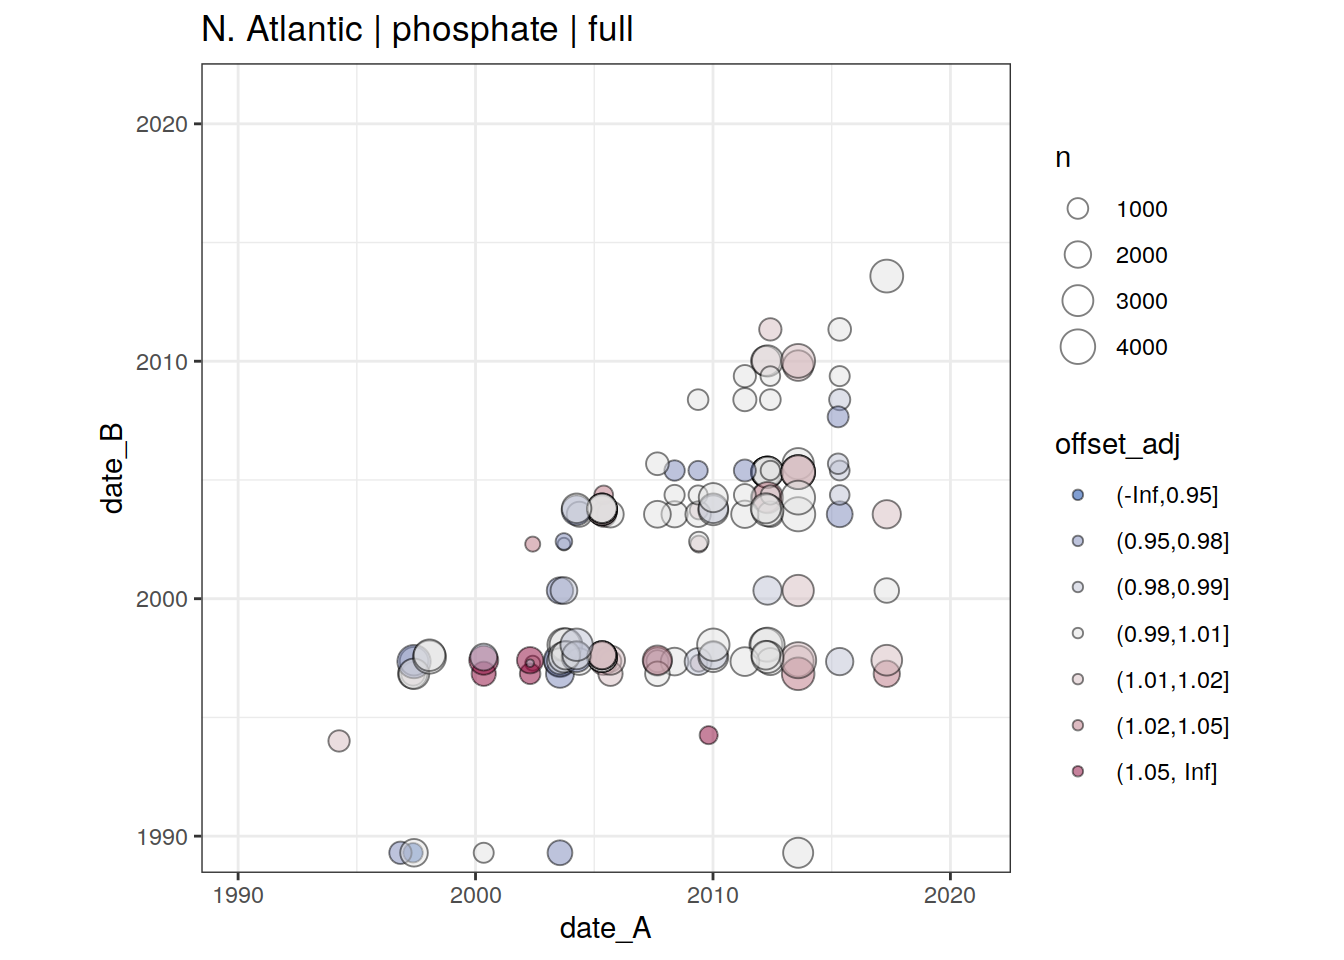 N. Atlantic | phosphate | full
2020
2010
2000
1990
date_B
1990
2000
2010
2020
date_A
n
1000
2000
3000
4000
offset_adj
(-Inf,0.95]
(0.95,0.98]
(0.98,0.99]
(0.99,1.01]
(1.01,1.02]
(1.02,1.05]
(1.05, Inf]